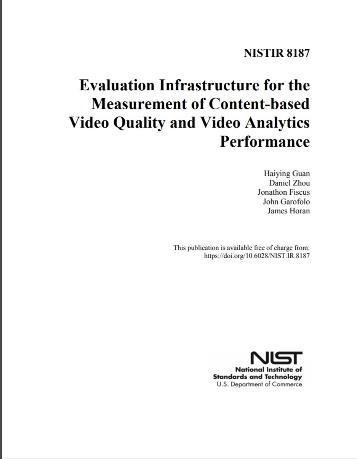 NISTIR 8187
Evaluation Infrastructure for the
Measurement of Content-based
Video Quality and Video Analytics
Performance
Haiying Guan
Daniel Zhou
Jonathon Fiscus
John Garofolo
James Horan
This publication is available free of charge from:
https://doi.org/10.6028/NIST.IR.8187
NIST
National Institute of
Standards and Technology
U.S. Department of Commerce